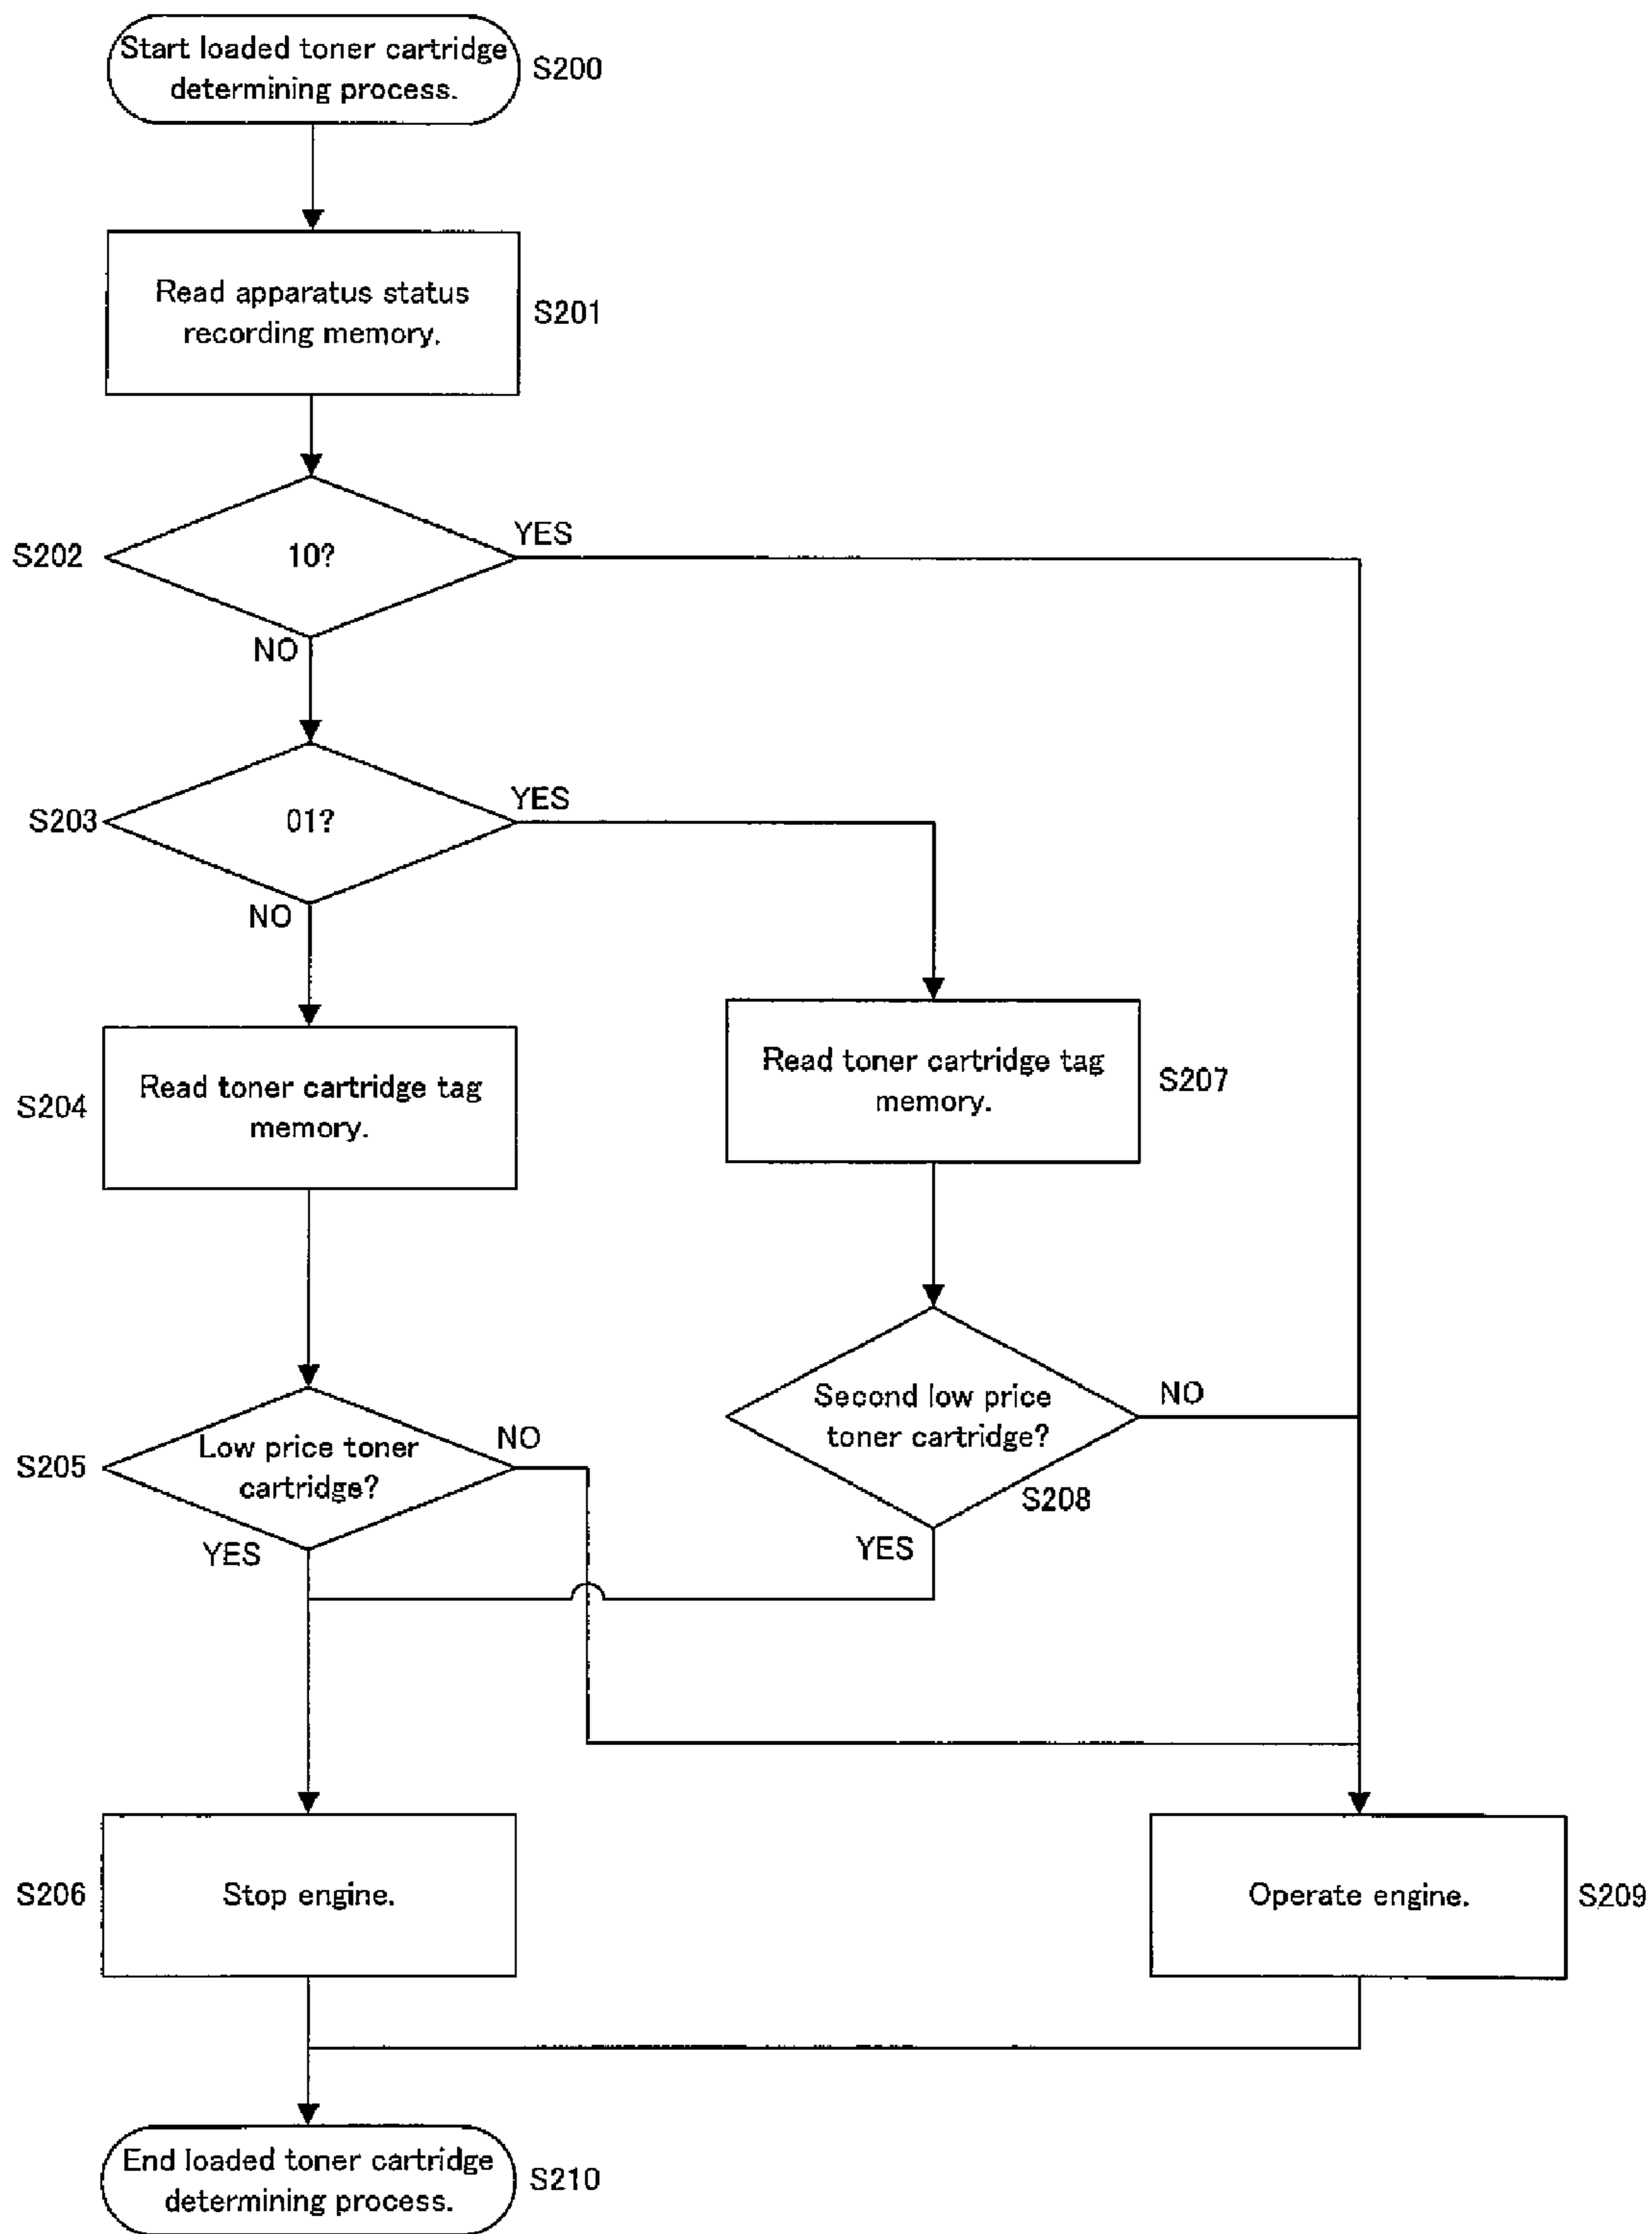 Start loaded toner cartridge
determining process.
S200
Read apparatus status
recording memory.
S201
S202
10?
YES
NO
S203
01?
YES
NO
S204
Read toner cartridge tag
memory.
Read toner cartridge tag
memory.
S207
S205
Low price toner
cartridge?
NO
YES
Second low price
toner cartridge?
NO
S208
YES
S206
Stop engine.
Operate engine.
S209
End loaded toner cartridge
determining process.
S210